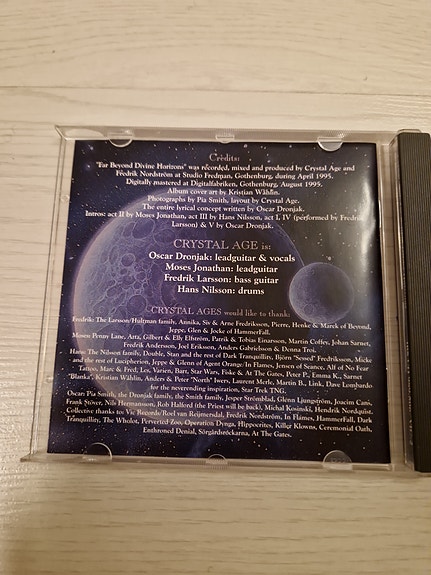 Credits:
"Far Beyond Divine Horizons" was recorded, mixed and produced by Crystal Age and
Fredrik Nordström at Studio Fredman, Gothenburg, during April 1995.
Digitally mastered at Digitalfabriken, Gothenburg, August 1995.
Album cover art by Kristian Wåhlin.
Photographs by Pia Smith, layout by Crystal Age.
The entire lyrical concept written by Oscar Dronjak.
Intros: act II by Moses Jonathan, act III by Hans Nilsson, act I, IV (performed by Fredrik
Larsson) & V by Oscar Dronjak.
CRYSTAL AGE is:
Oscar Dronjak: leadguitar & vocals
Moses Jonathan: leadguitar
Fredrik Larsson: bass guitar
Hans Nilsson: drums
CRYSTAL AGES would like to thank:
Fredrik: The Larsson/Hultman family, Annika, Siv & Arne Fredriksson, Pierre, Henke & Marek of Beyond,
Jeppe, Glen & Jocke of HammerFall.
Moses: Penny Lane, Asta, Gilbert & Elly Elfström, Patrik & Tobias Einarsson, Martin Coffee, Johan Sarnet,
Fredrik Anderson, Joel Eriksson, Anders Gabrielsson & Denna Troi.
Hans: The Nilsson family, Double, Stan and the rest of Dark Tranquillity, Björn "Sessed" Fredriksson, Micke
and the rest of Lucipherion, Jeppe & Glenn of Agent Orange/In Flames, Jensen of Seance, Alf of No Fear
Tattoo, Marc & Fred; Les, Varien, Barr, Star Wars, Fiske & At The Gates, Peter P., Emma K., Sarnet
"Blanka", Kristian Wåhlin, Anders & Peter "North" Iwers, Laurent Merle, Martin B., Link, Dave Lombardo
for the neverending inspiration, Star Trek TNG.
Oscar: Pia Smith, the Dronjak family, the Smith family, Jesper Strömblad, Glenn Ljungström, Joacim Cans,
Frank Stöver, Nils Hermansson, Rob Halford (the Priest will be back), Michal Kosinski, Hendrik Nordquist.
Collective thanks to: Vic Records/Roel van Reijmersdal, Fredrik Nordström, In Flames, HammerFall, Dark
Tranquillity, The Wholot, Perverted Zoo, Operation Denga, Hippocrites, Killer Klowns, Ceremonial Oath,
Enthroned Denial, Sörgårdsröckarna, At The Gates.